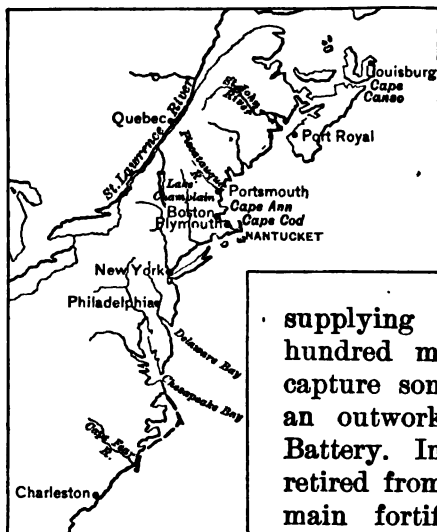 Louisburg
Cape
Canso
St. John
River
Quebec
Port Royal
St. Lawrence River
Piscataqua
R.
Lake
Champlain
Portsmouth
Cape Ann
Boston
Cape Cod
Plymouth
NANTUCKET
New York
Philadelphia
Delaware Bay
Chesapeake Bay
Cape Fear
R.
Charleston
supplying
hundred m
capture som
an outwork
Battery. In
retired from
main fortif